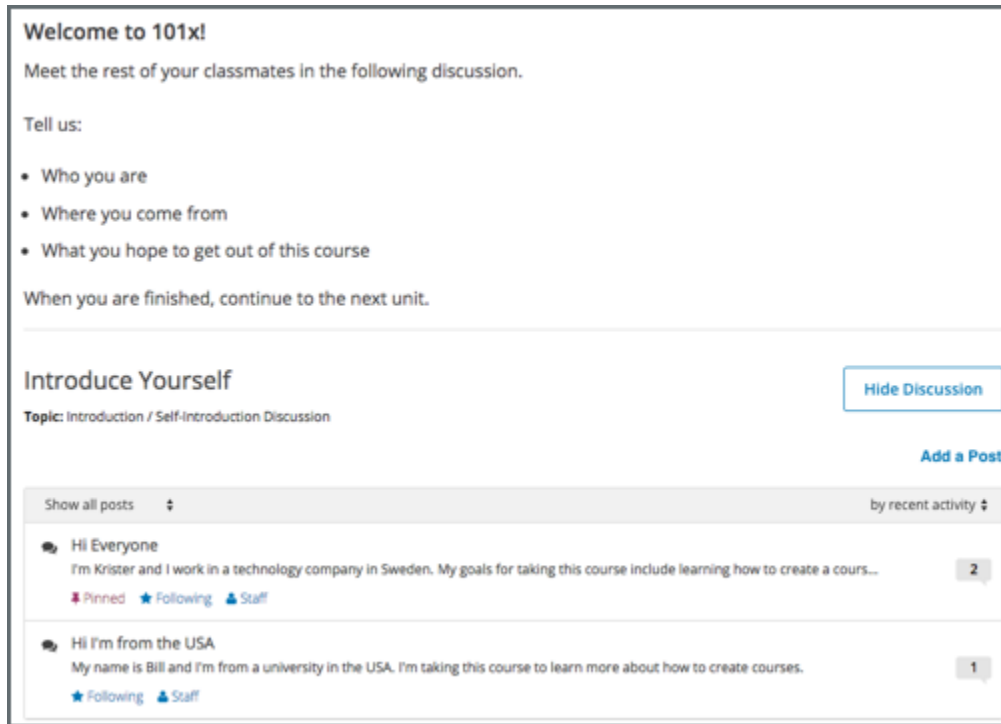 Welcome to 101x!
Meet the rest of your classmates in the following discussion.
Tell us:
• Who you are
• Where you come from
• What you hope to get out of this course
When you are finished, continue to the next unit.
Introduce Yourself
Hide Discussion
Topic: Introduction / Self-Introduction Discussion
Add a Post
Show all posts by recent activity
Hi Everyone
I'm Krister and I work in a technology company in Sweden. My goals for taking this course include learning how to create a cours...
2
Pinned Following Staff
Hi I'm from the USA
My name is Bill and I'm from a university in the USA. I'm taking this course to learn more about how to create courses.
1
Following Staff